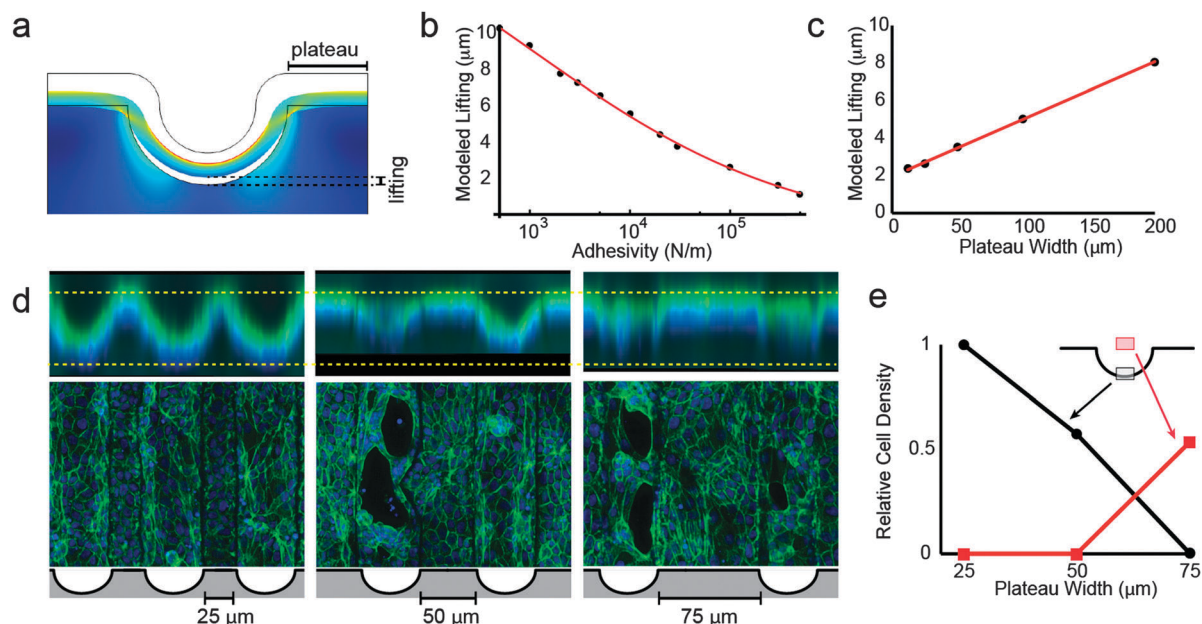 a
plateau
lifting
b
Modeled Lifting (μm)
10
8
6
4
2
10³
10⁴
10⁵
Adhesivity (N/m)
c
Modeled Lifting (μm)
8
6
4
2
0
0
50
100
150
200
Plateau Width (μm)
d
25 μm
50 μm
75 μm
e
Relative Cell Density
1
0.5
0
25
50
75
Plateau Width (μm)